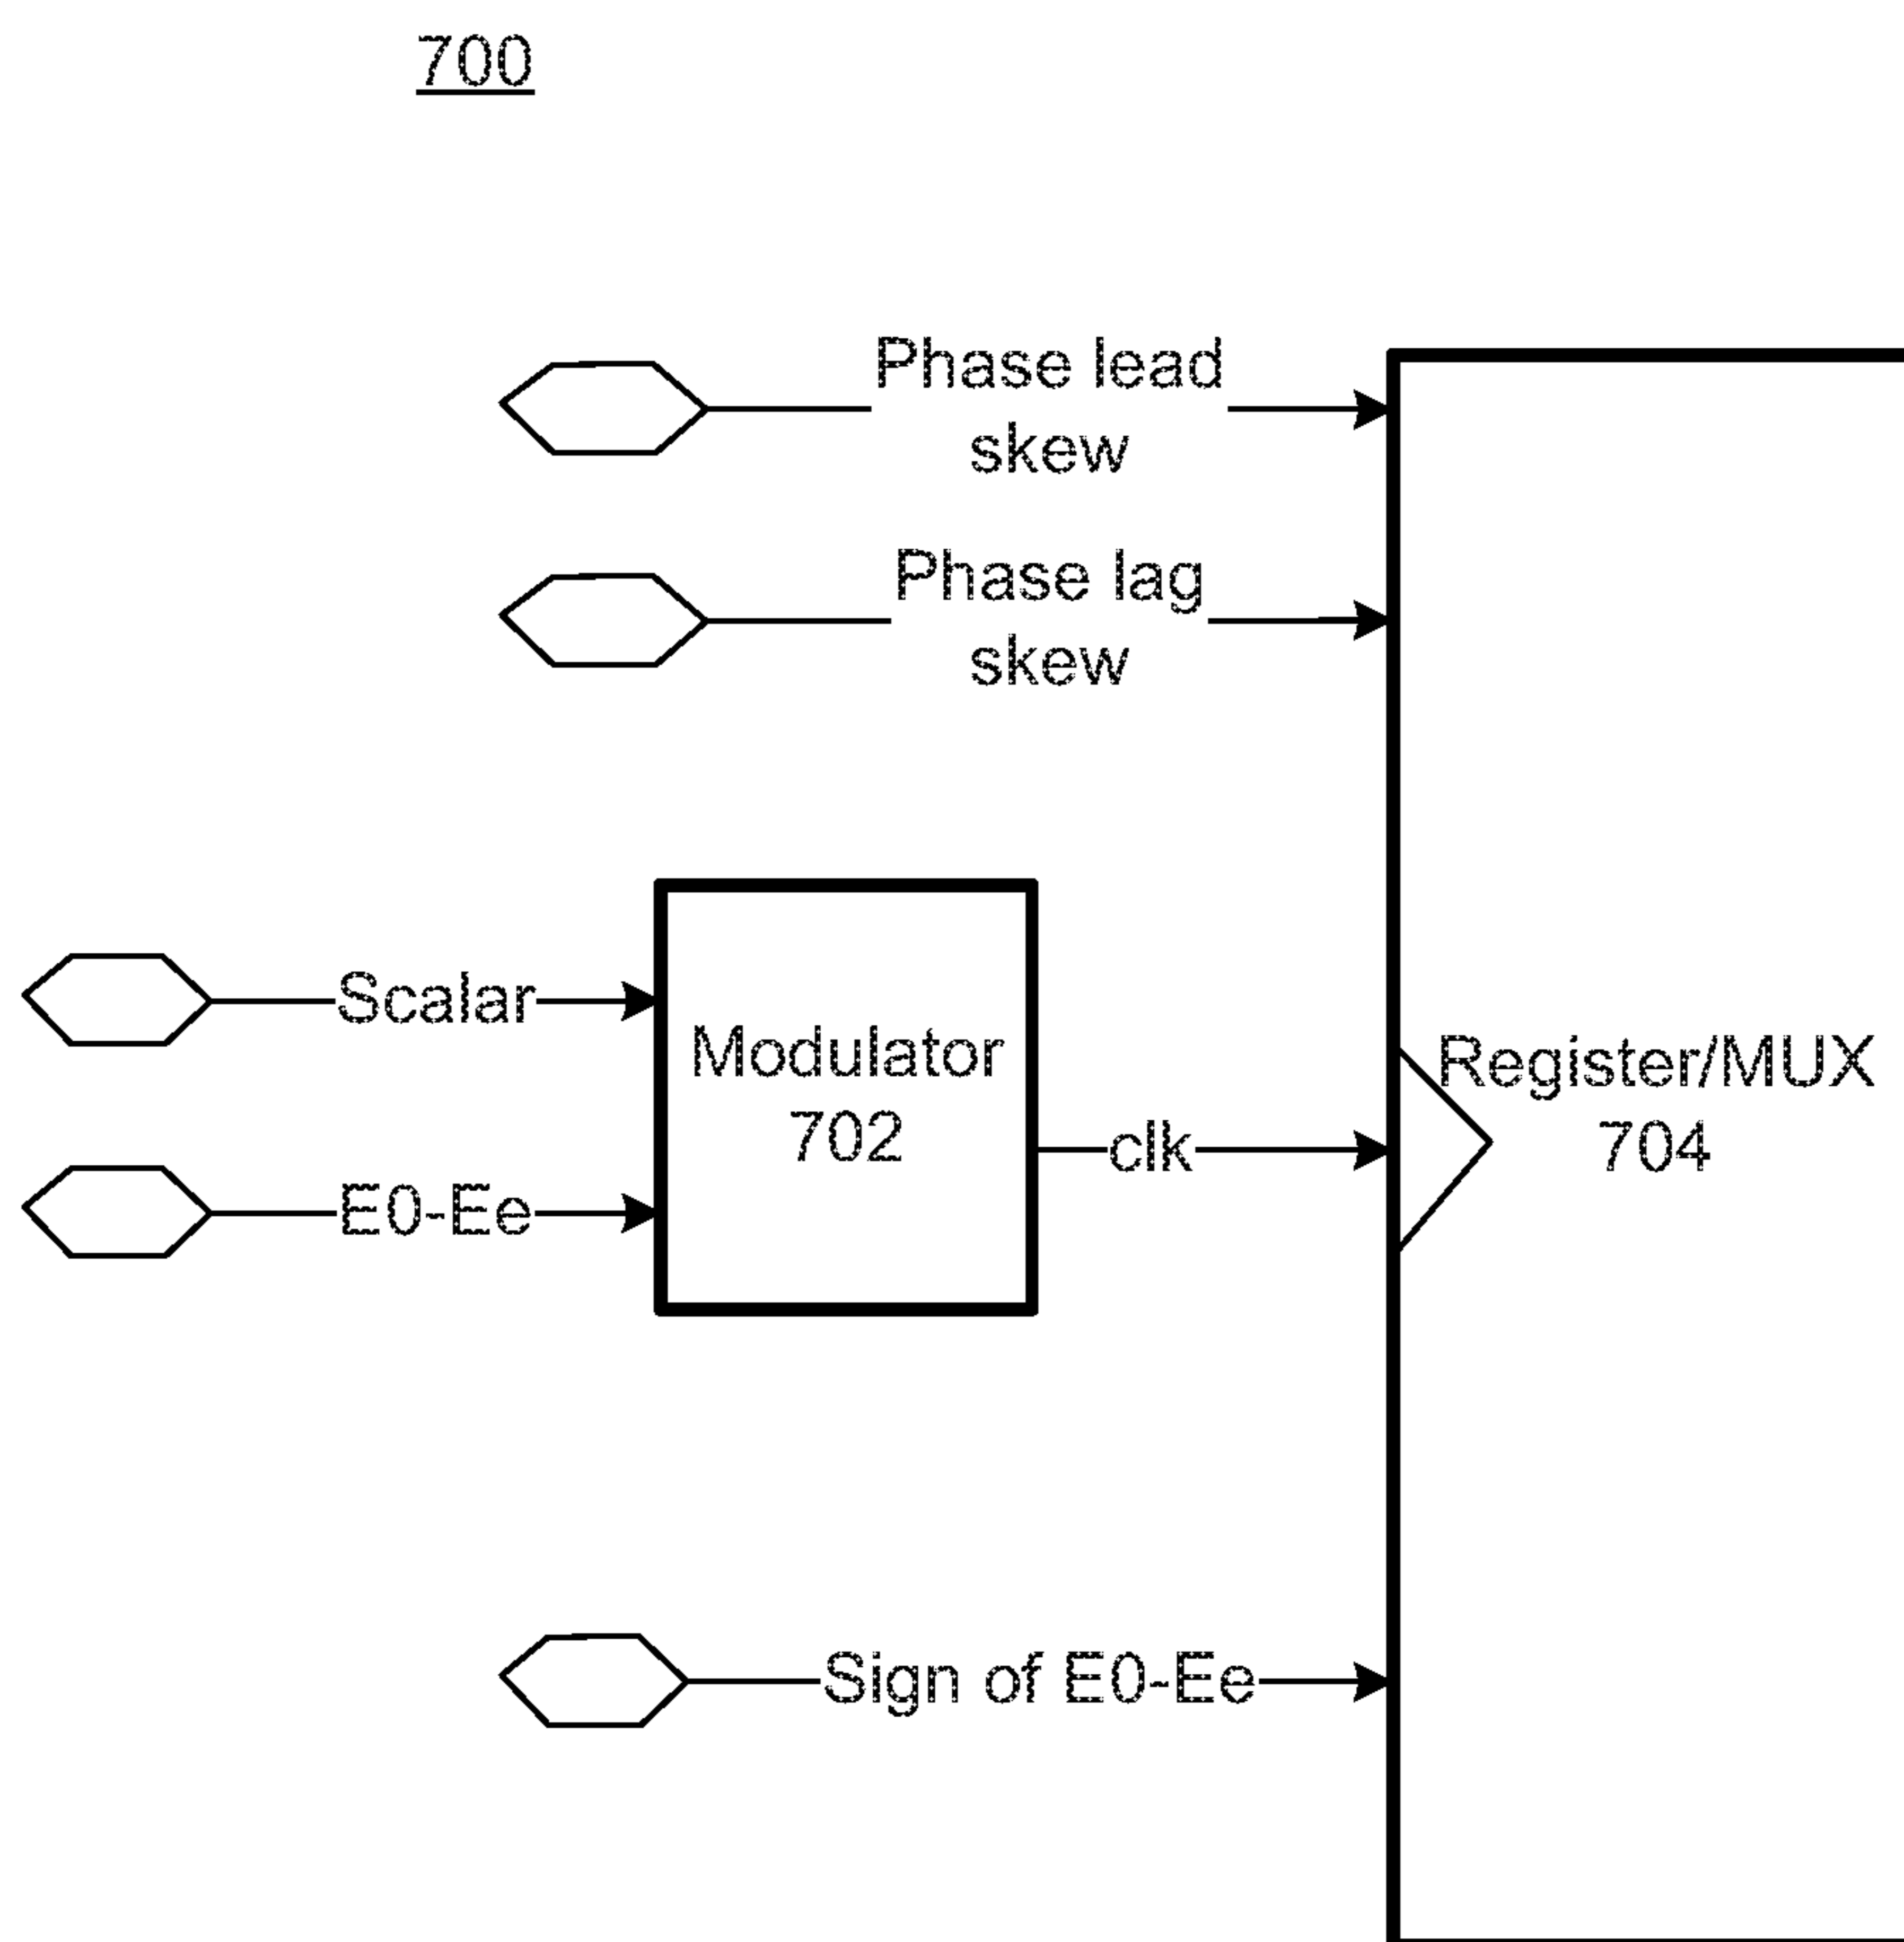 700
Phase lead
skew
Phase lag
skew
Scalar
Modulator
702
E0-Ee
clk
Register/MUX
704
Sign of E0-Ee